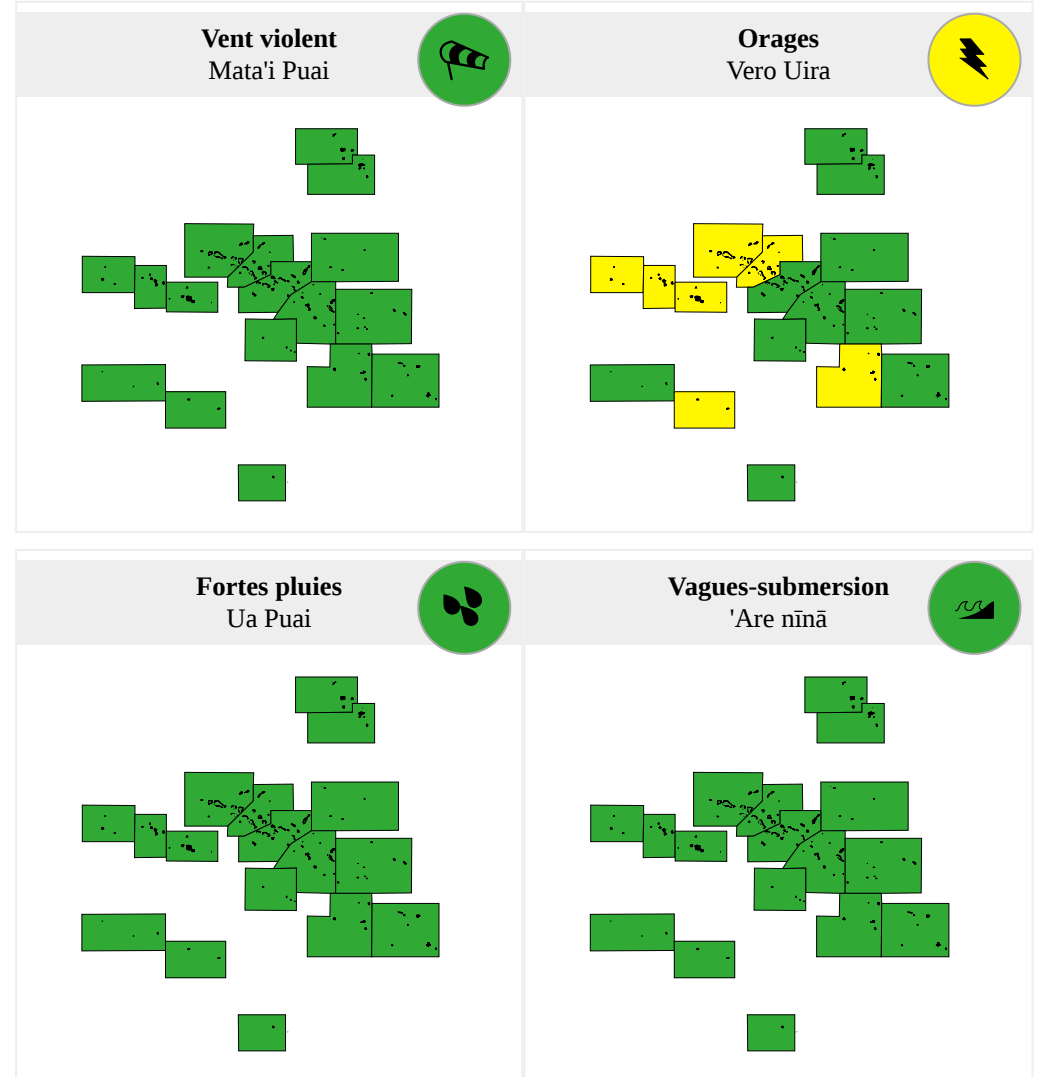 Vent violent
Mata'i Puai
Orages
Vero Uira
Fortes pluies
Ua Puai
Vagues-submersion
'Are nīnā